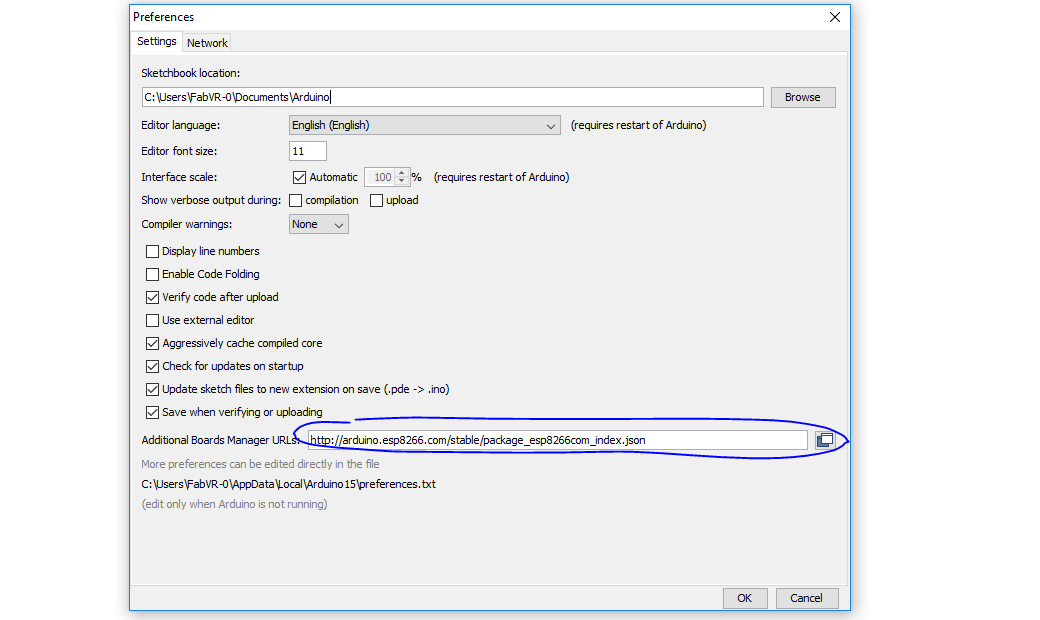 Preferences
Settings Network
Sketchbook location:
C:\Users\FabVR-0\Documents\Arduino Browse
Editor language: English (English) (requires restart of Arduino)
Editor font size: 11
Interface scale: Automatic 100 % (requires restart of Arduino)
Show verbose output during: compilation upload
Compiler warnings: None
Display line numbers
Enable Code Folding
Verify code after upload
Use external editor
Aggressively cache compiled core
Check for updates on startup
Update sketch files to new extension on save (.pde -> .ino)
Save when verifying or uploading
Additional Boards Manager URLs: http://arduino.esp8266.com/stable/package_esp8266com_index.json
More preferences can be edited directly in the file
C:\Users\FabVR-0\AppData\Local\Arduino15\preferences.txt
(edit only when Arduino is not running)
OK Cancel